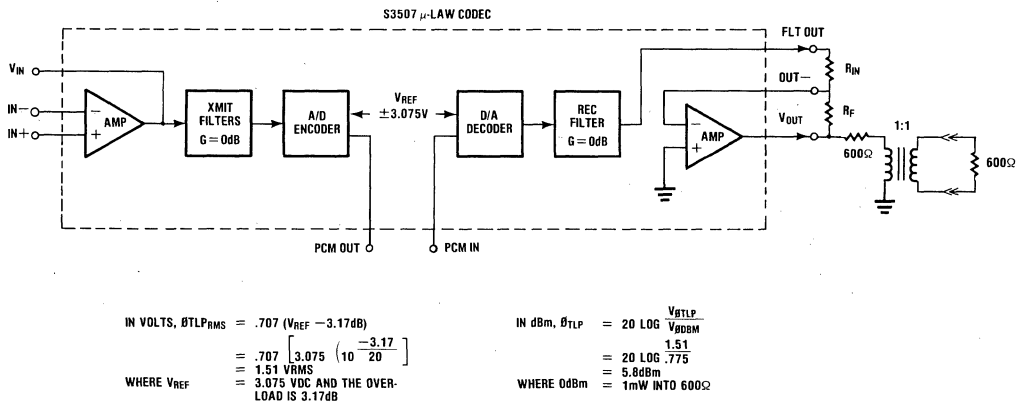 S3507 μ-LAW CODEC
FLT OUT
VIN
RIN
OUT−
IN−
AMP
IN+
XMIT
FILTERS
G = 0dB
A/D
ENCODER
VREF
±3.075V
D/A
DECODER
REC
FILTER
G = 0dB
AMP
RF
VOUT
600Ω
1:1
600Ω
PCM OUT
PCM IN
IN VOLTS, ØTLPRMS = .707 (VREF −3.17dB)
= .707 [3.075 (10 −3.17/20 ]
= 1.51 VRMS
WHERE VREF = 3.075 VDC AND THE OVER-
LOAD IS 3.17dB
IN dBm, ØTLP = 20 LOG VØTLP/VØDBM
= 20 LOG 1.51/.775
= 5.8dBm
WHERE 0dBm = 1mW INTO 600Ω